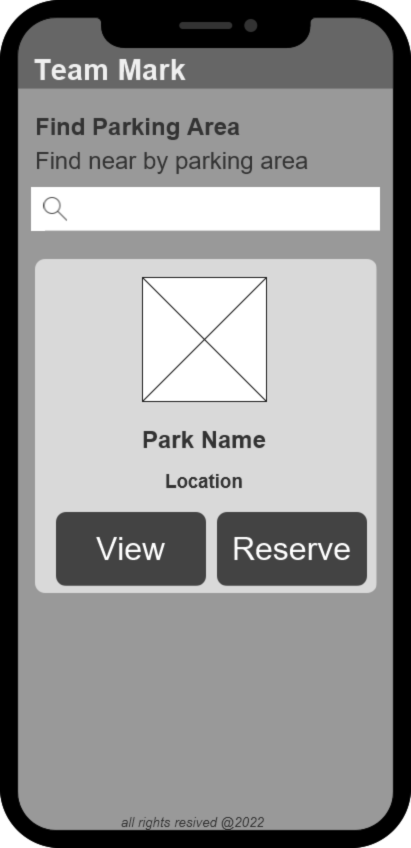 Team Mark
Find Parking Area
Find near by parking area
Park Name
Location
View
Reserve
all rights resived @2022